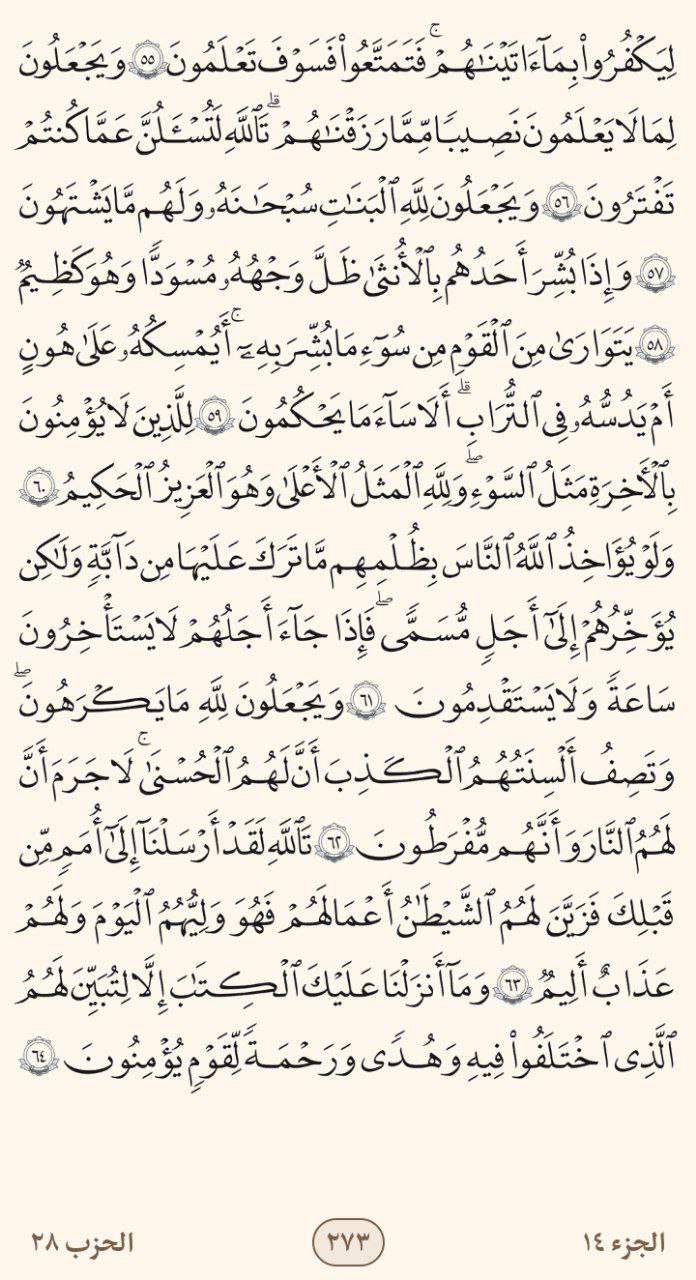 لِيَكْفُرُوا۟ بِمَآ ءَاتَيْنَـٰهُمْ ۚ فَتَمَتَّعُوا۟ فَسَوْفَ تَعْلَمُونَ ٥٥ وَيَجْعَلُونَ
لِمَا لَا يَعْلَمُونَ نَصِيبًا مِّمَّا رَزَقْنَـٰهُمْ ۗ تَٱللَّهِ لَتُسْـَٔلُنَّ عَمَّا كُنتُمْ
تَفْتَرُونَ ٥٦ وَيَجْعَلُونَ لِلَّهِ ٱلْبَنَـٰتِ سُبْحَـٰنَهُۥ وَلَهُم مَّا يَشْتَهُونَ
٥٧ وَإِذَا بُشِّرَ أَحَدُهُم بِٱلْأُنثَىٰ ظَلَّ وَجْهُهُۥ مُسْوَدًّا وَهُوَ كَظِيمٌ
٥٨ يَتَوَٰرَىٰ مِنَ ٱلْقَوْمِ مِن سُوٓءِ مَا بُشِّرَ بِهِۦٓ ۚ أَيُمْسِكُهُۥ عَلَىٰ هُونٍ
أَمْ يَدُسُّهُۥ فِى ٱلتُّرَابِ ۗ أَلَا سَآءَ مَا يَحْكُمُونَ ٥٩ لِلَّذِينَ لَا يُؤْمِنُونَ
بِٱلْـَٔاخِرَةِ مَثَلُ ٱلسَّوْءِ ۖ وَلِلَّهِ ٱلْمَثَلُ ٱلْأَعْلَىٰ وَهُوَ ٱلْعَزِيزُ ٱلْحَكِيمُ ٦٠
وَلَوْ يُؤَاخِذُ ٱللَّهُ ٱلنَّاسَ بِظُلْمِهِم مَّا تَرَكَ عَلَيْهَا مِن دَآبَّةٍ وَلَـٰكِن
يُؤَخِّرُهُمْ إِلَىٰٓ أَجَلٍ مُّسَمًّى ۖ فَإِذَا جَآءَ أَجَلُهُمْ لَا يَسْتَـْٔخِرُونَ
سَاعَةً وَلَا يَسْتَقْدِمُونَ ٦١ وَيَجْعَلُونَ لِلَّهِ مَا يَكْرَهُونَ ۖ
وَتَصِفُ أَلْسِنَتُهُمُ ٱلْكَذِبَ أَنَّ لَهُمُ ٱلْحُسْنَىٰ ۚ لَا جَرَمَ أَنَّ
لَهُمُ ٱلنَّارَ وَأَنَّهُم مُّفْرَطُونَ ٦٢ تَٱللَّهِ لَقَدْ أَرْسَلْنَآ إِلَىٰٓ أُمَمٍ مِّن
قَبْلِكَ فَزَيَّنَ لَهُمُ ٱلشَّيْطَـٰنُ أَعْمَـٰلَهُمْ فَهُوَ وَلِيُّهُمُ ٱلْيَوْمَ وَلَهُمْ
عَذَابٌ أَلِيمٌ ٦٣ وَمَآ أَنزَلْنَا عَلَيْكَ ٱلْكِتَـٰبَ إِلَّا لِتُبَيِّنَ لَهُمُ
ٱلَّذِى ٱخْتَلَفُوا۟ فِيهِ وَهُدًى وَرَحْمَةً لِّقَوْمٍ يُؤْمِنُونَ ٦٤
الجزء ١٤ ٢٧٣ الحزب ٢٨